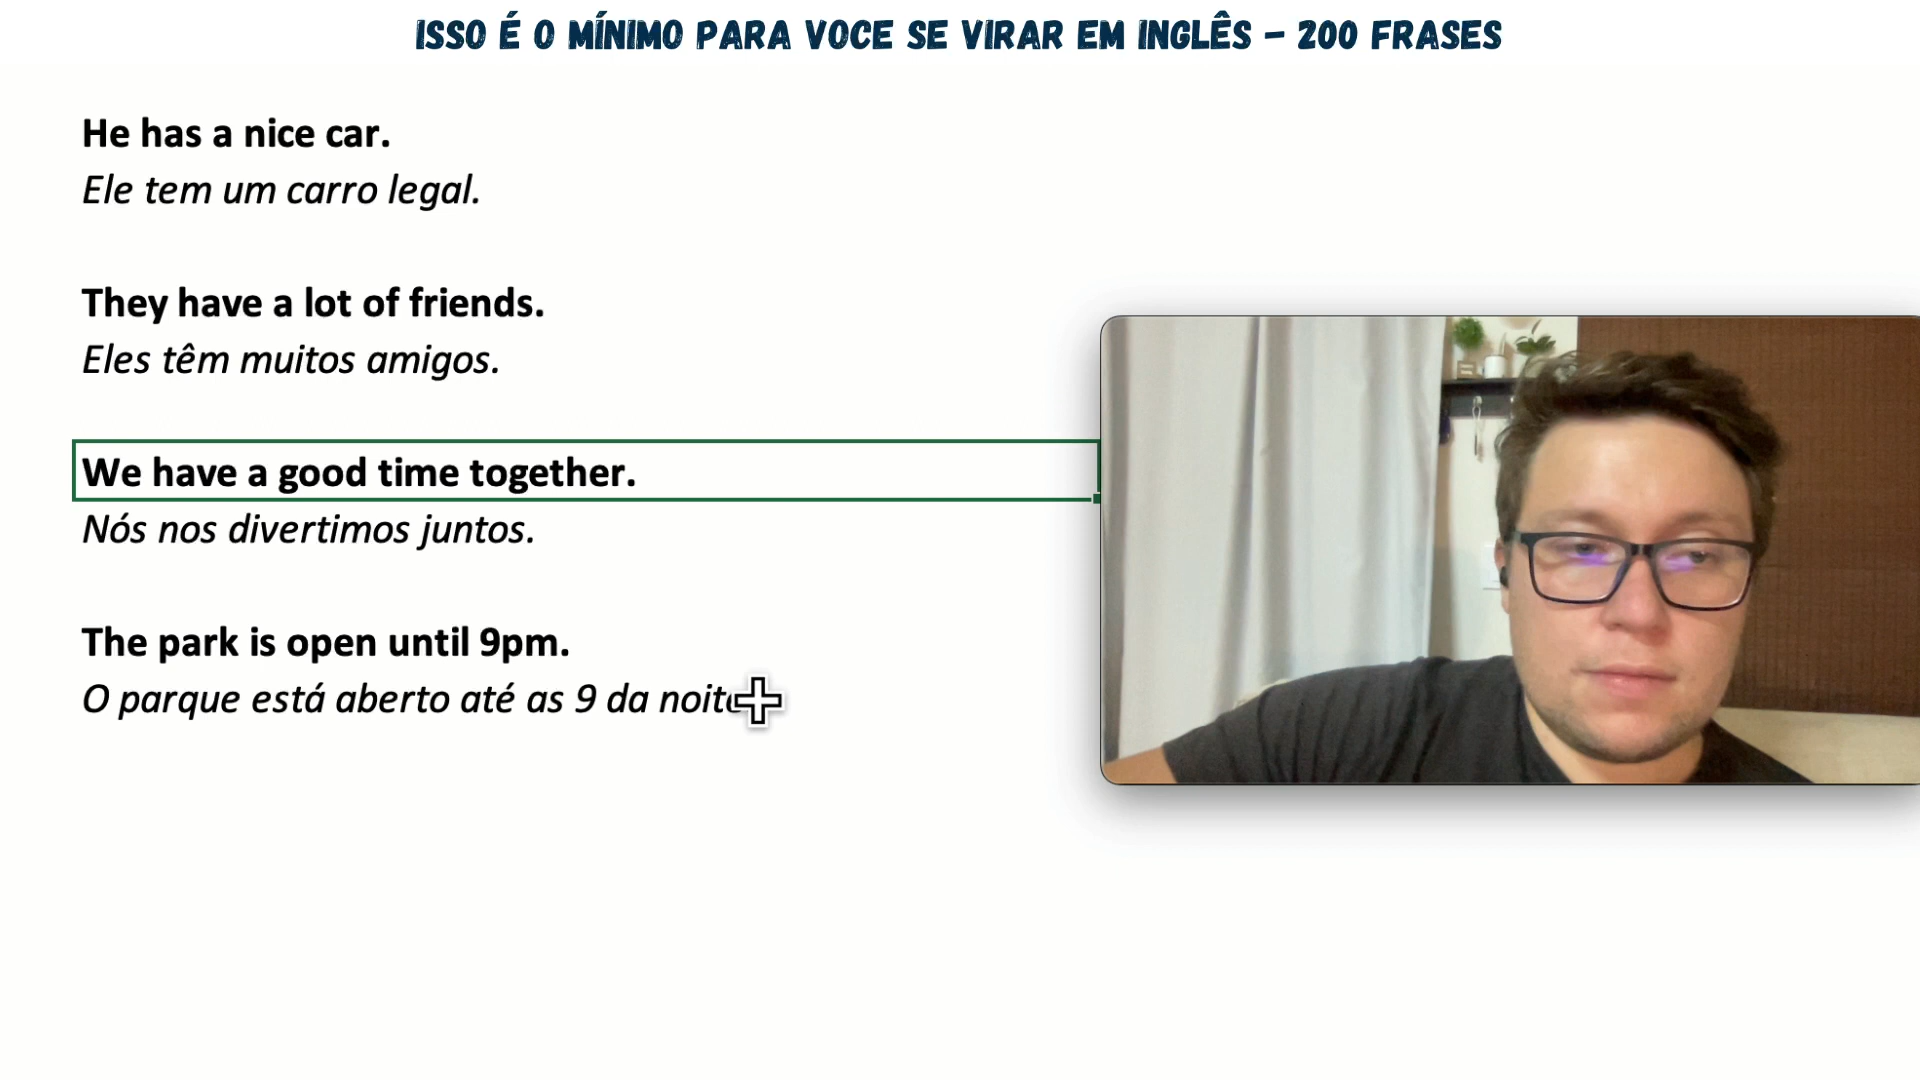 ISSO É O MÍNIMO PARA VOCE SE VIRAR EM INGLÊS – 200 FRASES
He has a nice car.
Ele tem um carro legal.
They have a lot of friends.
Eles têm muitos amigos.
We have a good time together.
Nós nos divertimos juntos.
The park is open until 9pm.
O parque está aberto até as 9 da noite